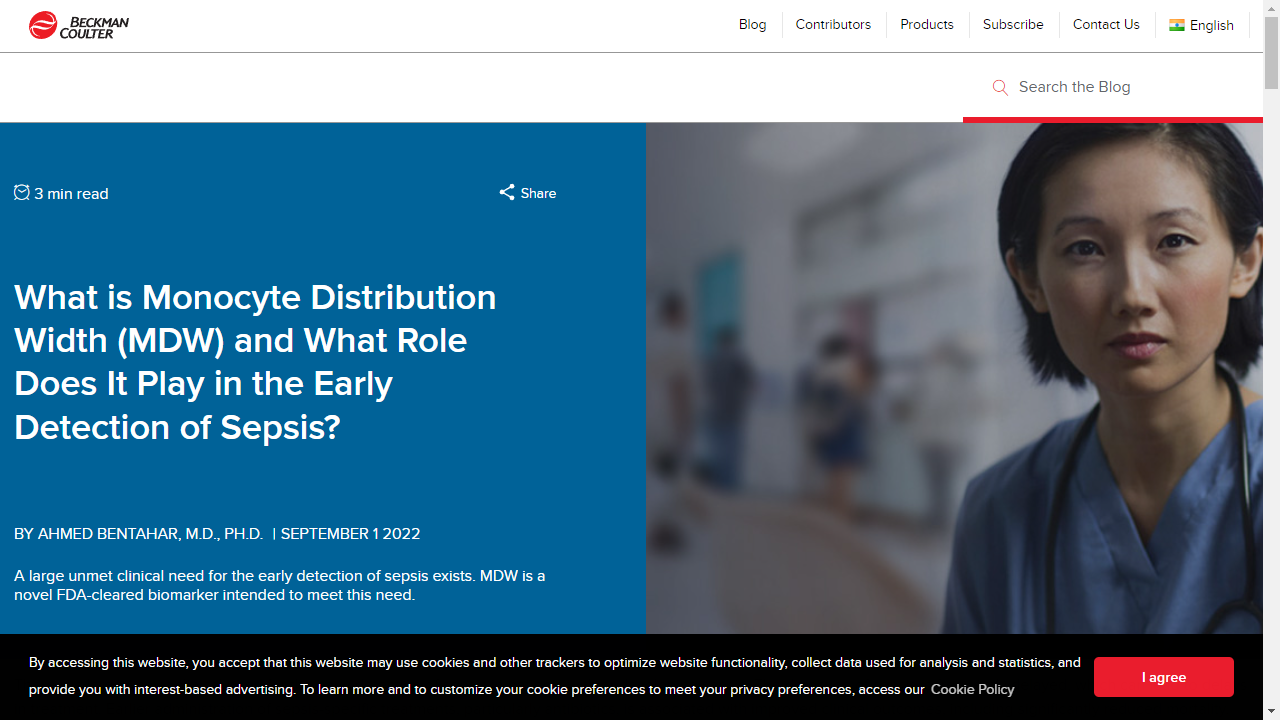 BECKMAN
COULTER
Blog
Contributors
Products
Subscribe
Contact Us
English
Search the Blog
3 min read
Share
What is Monocyte Distribution
Width (MDW) and What Role
Does It Play in the Early
Detection of Sepsis?
BY AHMED BENTAHAR, M.D., PH.D. | SEPTEMBER 1 2022
A large unmet clinical need for the early detection of sepsis exists. MDW is a
novel FDA-cleared biomarker intended to meet this need.
By accessing this website, you accept that this website may use cookies and other trackers to optimize website functionality, collect data used for analysis and statistics, and
provide you with interest-based advertising. To learn more and to customize your cookie preferences to meet your privacy preferences, access our Cookie Policy
I agree